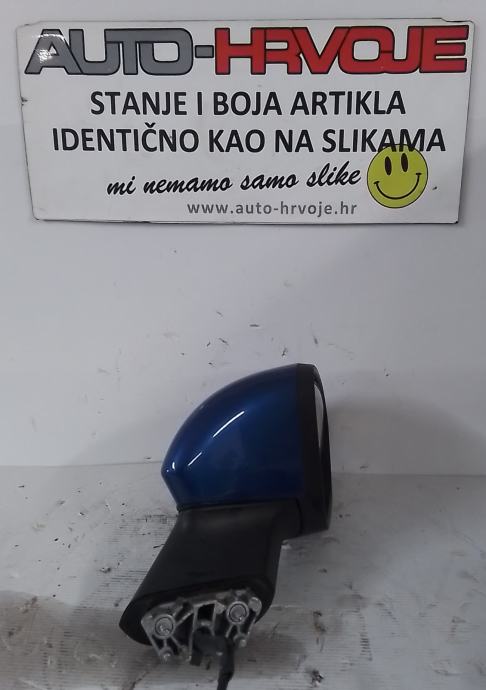 AUTO-HRVOJE
STANJE I BOJA ARTIKLA
IDENTIČNO KAO NA SLIKAMA
mi nemamo samo slike
www.auto-hrvoje.hr